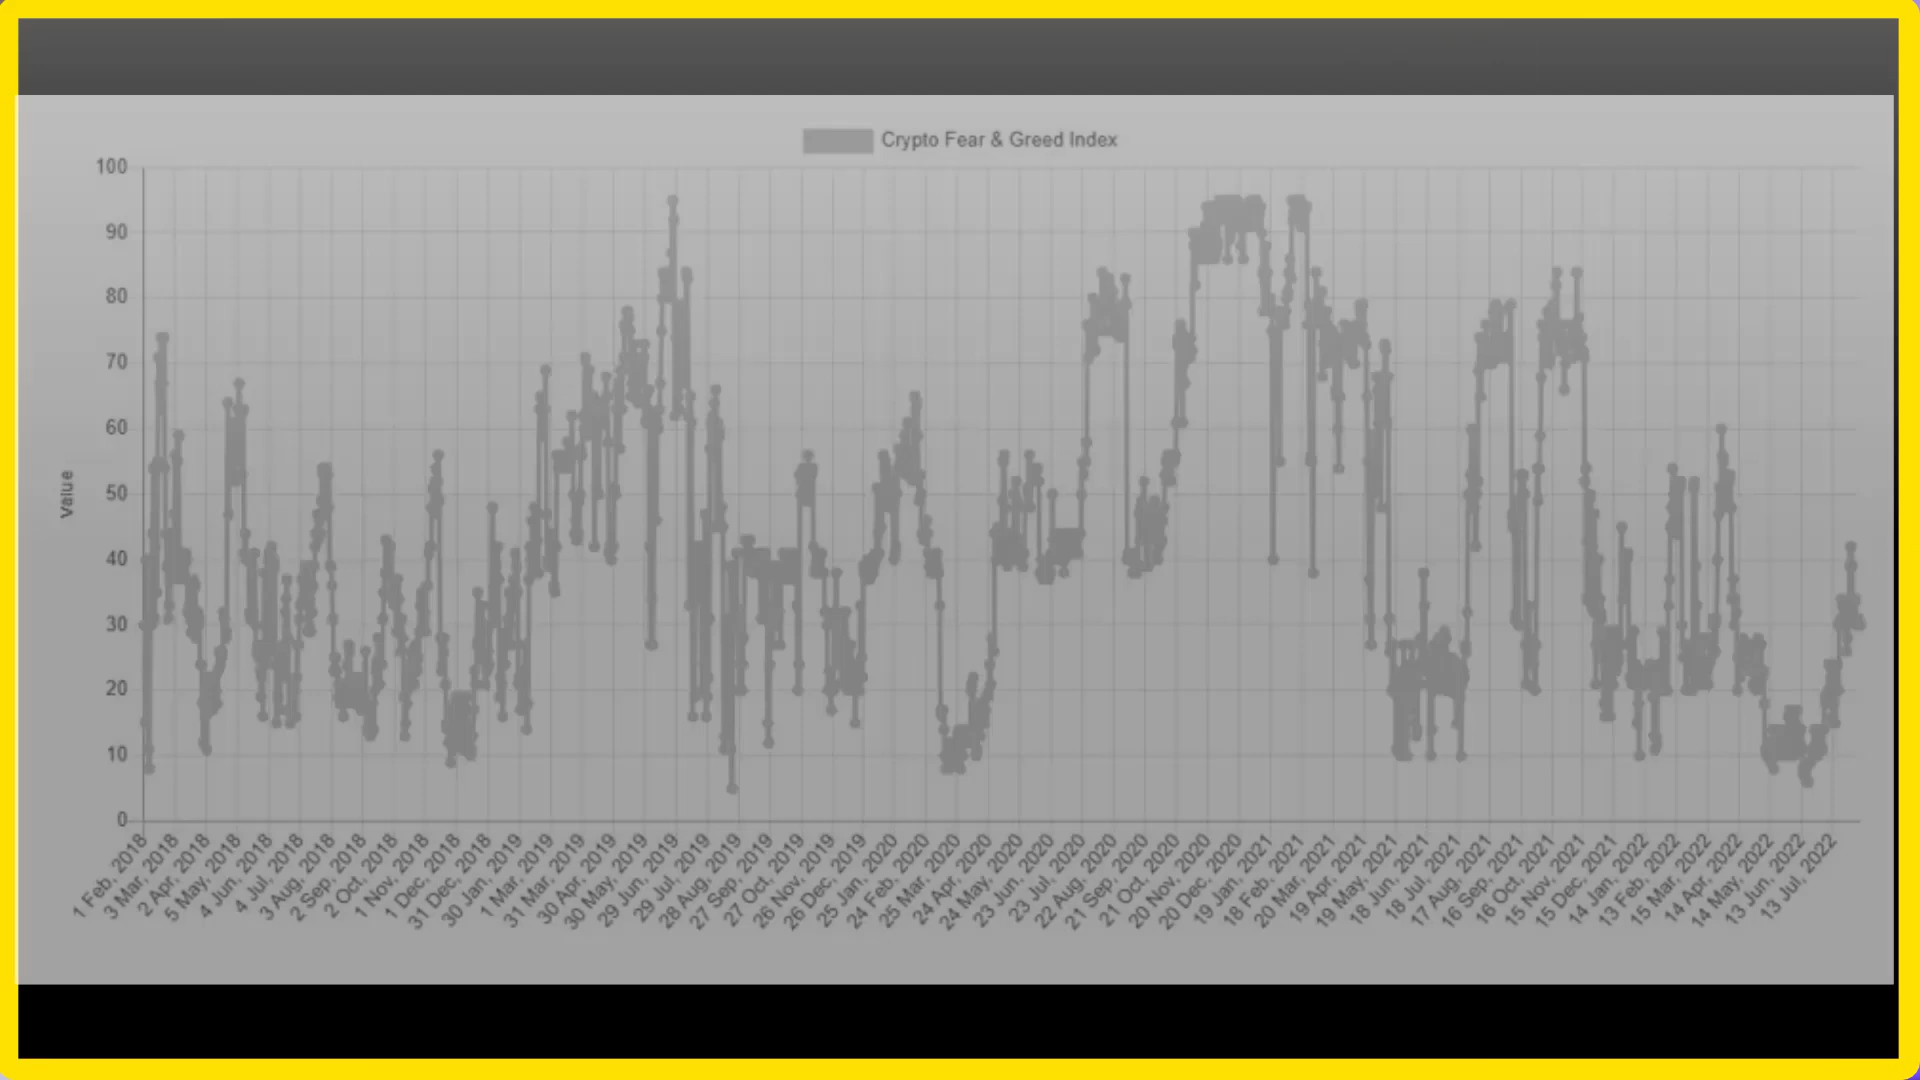 Crypto Fear & Greed Index
100
90
80
70
60
50
40
30
20
10
0
Value
1 Feb, 2018
3 Mar, 2018
2 Apr, 2018
5 May, 2018
4 Jun, 2018
4 Jul, 2018
3 Aug, 2018
2 Sep, 2018
2 Oct, 2018
1 Nov, 2018
1 Dec, 2018
31 Dec, 2018
30 Jan, 2019
1 Mar, 2019
31 Mar, 2019
30 Apr, 2019
30 May, 2019
29 Jun, 2019
29 Jul, 2019
28 Aug, 2019
27 Sep, 2019
27 Oct, 2019
26 Nov, 2019
26 Dec, 2019
25 Jan, 2020
24 Feb, 2020
25 Mar, 2020
24 Apr, 2020
24 May, 2020
23 Jun, 2020
23 Jul, 2020
22 Aug, 2020
21 Sep, 2020
21 Oct, 2020
20 Nov, 2020
20 Dec, 2020
19 Jan, 2021
18 Feb, 2021
20 Mar, 2021
19 Apr, 2021
19 May, 2021
18 Jun, 2021
18 Jul, 2021
17 Aug, 2021
16 Sep, 2021
16 Oct, 2021
15 Nov, 2021
15 Dec, 2021
14 Jan, 2022
13 Feb, 2022
15 Mar, 2022
14 Apr, 2022
14 May, 2022
13 Jun, 2022
13 Jul, 2022